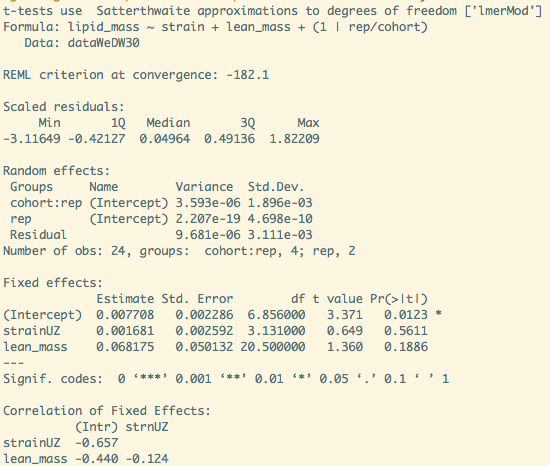 t-tests use  Satterthwaite approximations to degrees of freedom ['lmerMod']
Formula: lipid_mass ~ strain + lean_mass + (1 | rep/cohort)
   Data: dataWeDW30

REML criterion at convergence: -182.1

Scaled residuals:
     Min       1Q   Median       3Q      Max
-3.11649 -0.42127  0.04964  0.49136  1.82209

Random effects:
 Groups     Name        Variance  Std.Dev.
 cohort:rep (Intercept) 3.593e-06 1.896e-03
 rep        (Intercept) 2.207e-19 4.698e-10
 Residual               9.681e-06 3.111e-03
Number of obs: 24, groups:  cohort:rep, 4; rep, 2

Fixed effects:
             Estimate Std. Error        df t value Pr(>|t|)
(Intercept)  0.007708   0.002286  6.856000   3.371   0.0123 *
strainUZ     0.001681   0.002592  3.131000   0.649   0.5611
lean_mass    0.068175   0.050132 20.500000   1.360   0.1886
---
Signif. codes:  0 ‘***’ 0.001 ‘**’ 0.01 ‘*’ 0.05 ‘.’ 0.1 ‘ ’ 1

Correlation of Fixed Effects:
          (Intr) strnUZ
strainUZ  -0.657
lean_mass -0.440 -0.124